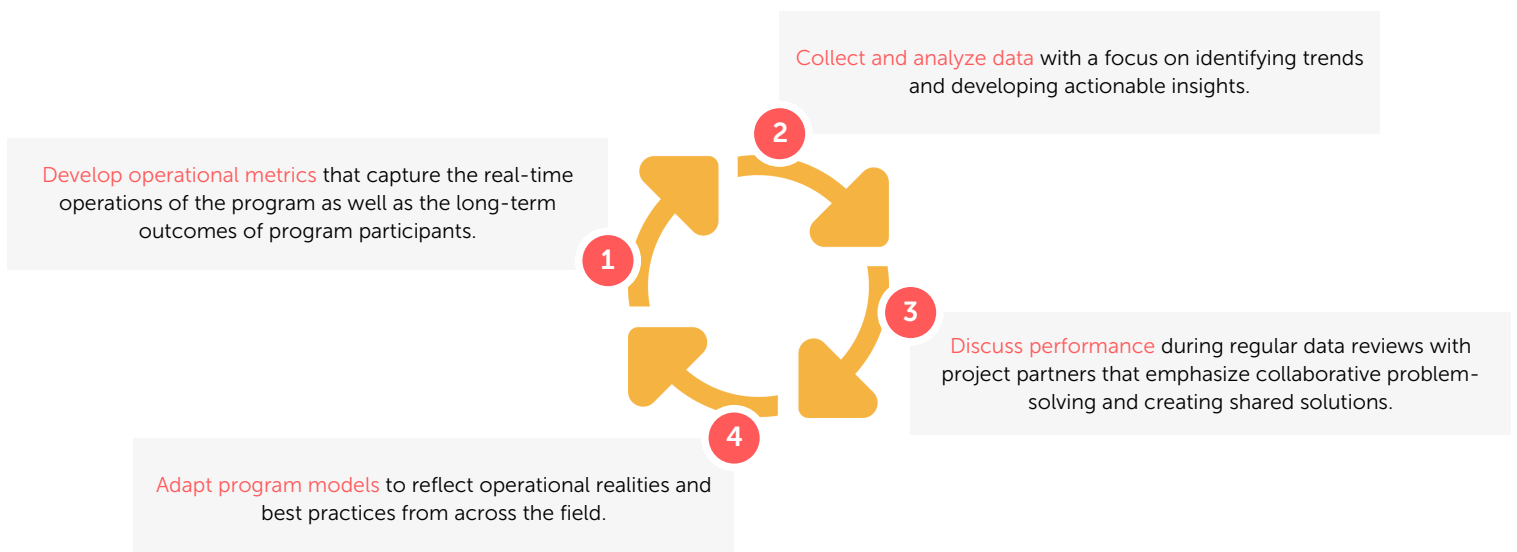 1
Develop operational metrics that capture the real-time
operations of the program as well as the long-term
outcomes of program participants.
2
Collect and analyze data with a focus on identifying trends
and developing actionable insights.
3
Discuss performance during regular data reviews with
project partners that emphasize collaborative problem-
solving and creating shared solutions.
4
Adapt program models to reflect operational realities and
best practices from across the field.